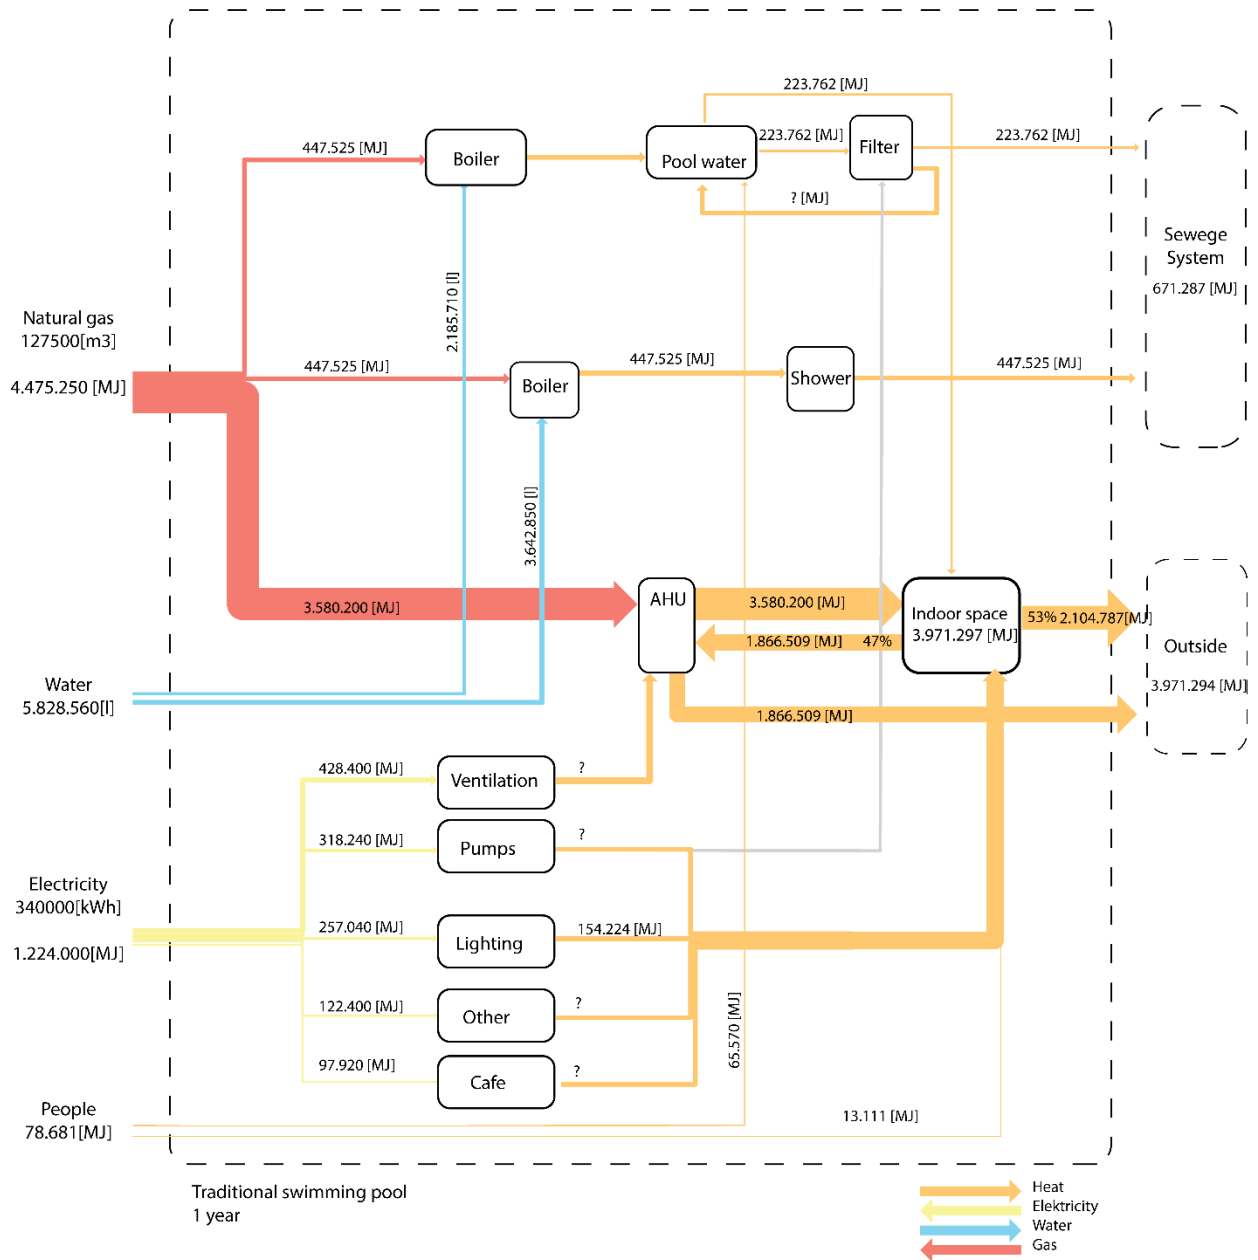 223.762 [MJ]
447.525 [MJ]
Boiler
Pool water
223.762 [MJ]
Filter
223.762 [MJ]
? [MJ]
Sewege
System
671.287 [MJ]
2.185.710 [l]
Natural gas
127500[m3]
4.475.250 [MJ]
447.525 [MJ]
Boiler
447.525 [MJ]
Shower
447.525 [MJ]
3.642.850 [l]
3.580.200 [MJ]
AHU
3.580.200 [MJ]
1.866.509 [MJ]
47%
Indoor space
3.971.297 [MJ]
53%
2.104.787[MJ]
Outside
3.971.294 [MJ]
Water
5.828.560[l]
1.866.509 [MJ]
428.400 [MJ]
Ventilation
?
318.240 [MJ]
Pumps
?
Electricity
340000[kWh]
1.224.000[MJ]
257.040 [MJ]
Lighting
154.224 [MJ]
122.400 [MJ]
Other
?
97.920 [MJ]
Cafe
?
65.570 [MJ]
People
78.681[MJ]
13.111 [MJ]
Traditional swimming pool
1 year
Heat
Elektricity
Water
Gas